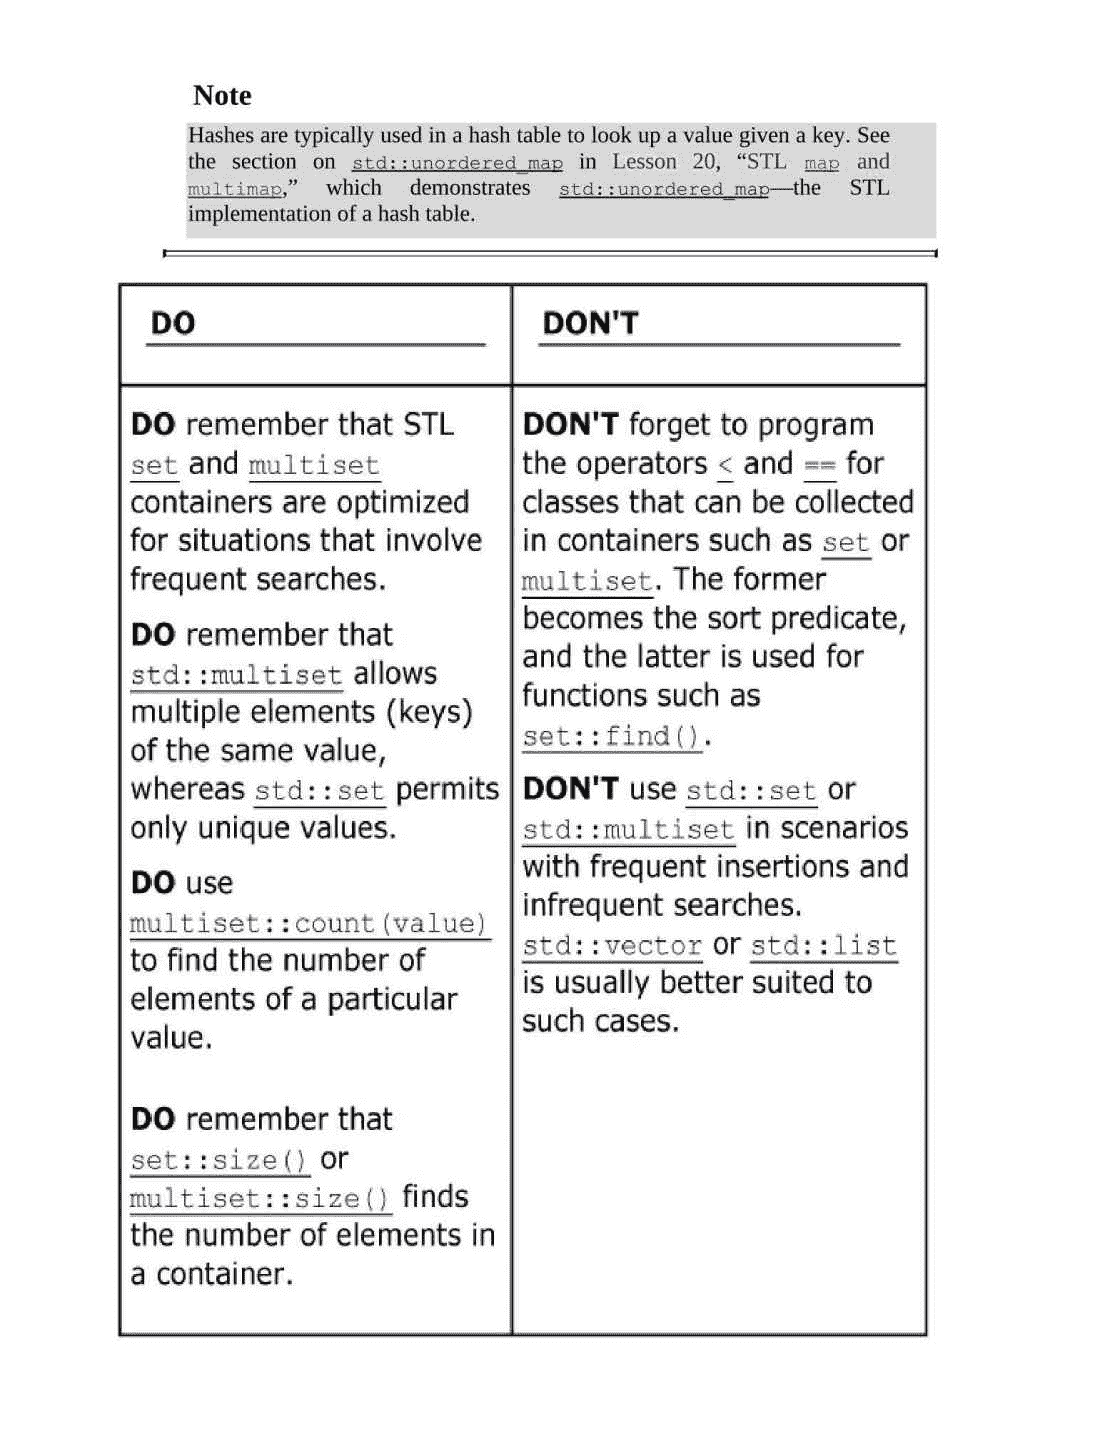 Note
Hashes are typically used in a hash table to look up a value given a key. See
the section on std::unordered_map in Lesson 20, “STL map and
multimap,” which demonstrates std::unordered_map—the STL
implementation of a hash table.
DO
DON'T
DO remember that STL
set and multiset
containers are optimized
for situations that involve
frequent searches.
DO remember that
std::multiset allows
multiple elements (keys)
of the same value,
whereas std::set permits
only unique values.
DO use
multiset::count(value)
to find the number of
elements of a particular
value.
DO remember that
set::size() or
multiset::size() finds
the number of elements in
a container.
DON'T forget to program
the operators < and == for
classes that can be collected
in containers such as set or
multiset. The former
becomes the sort predicate,
and the latter is used for
functions such as
set::find().
DON'T use std::set or
std::multiset in scenarios
with frequent insertions and
infrequent searches.
std::vector or std::list
is usually better suited to
such cases.